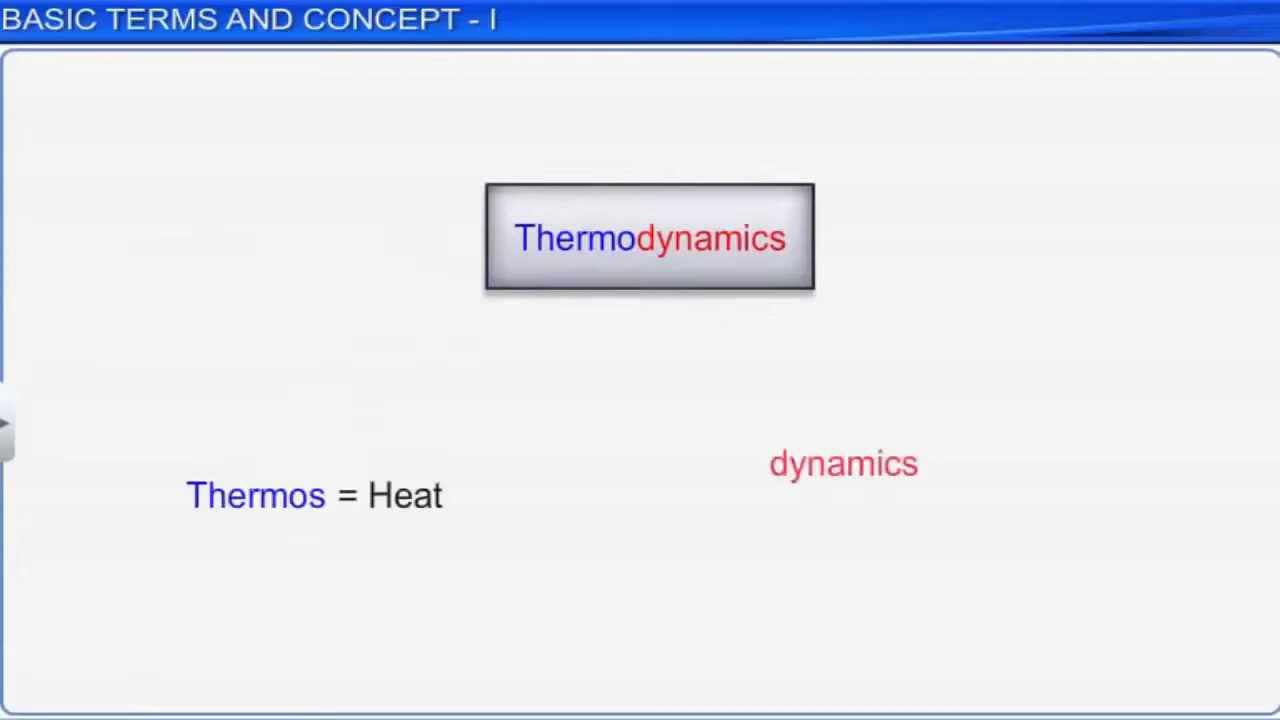 BASIC TERMS AND CONCEPT - I
Thermodynamics
dynamics
Thermos = Heat